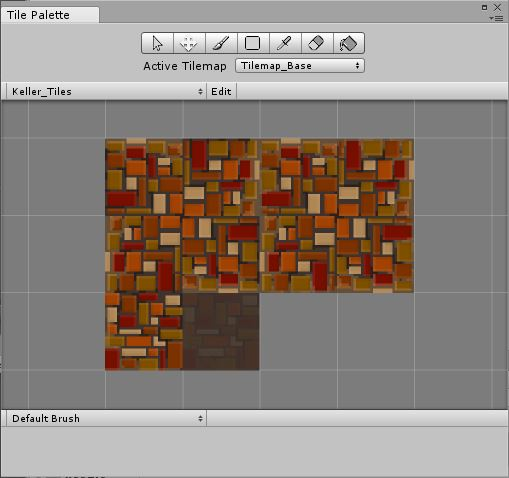 Tile Palette
Active Tilemap Tilemap_Base
Keller_Tiles Edit
Default Brush